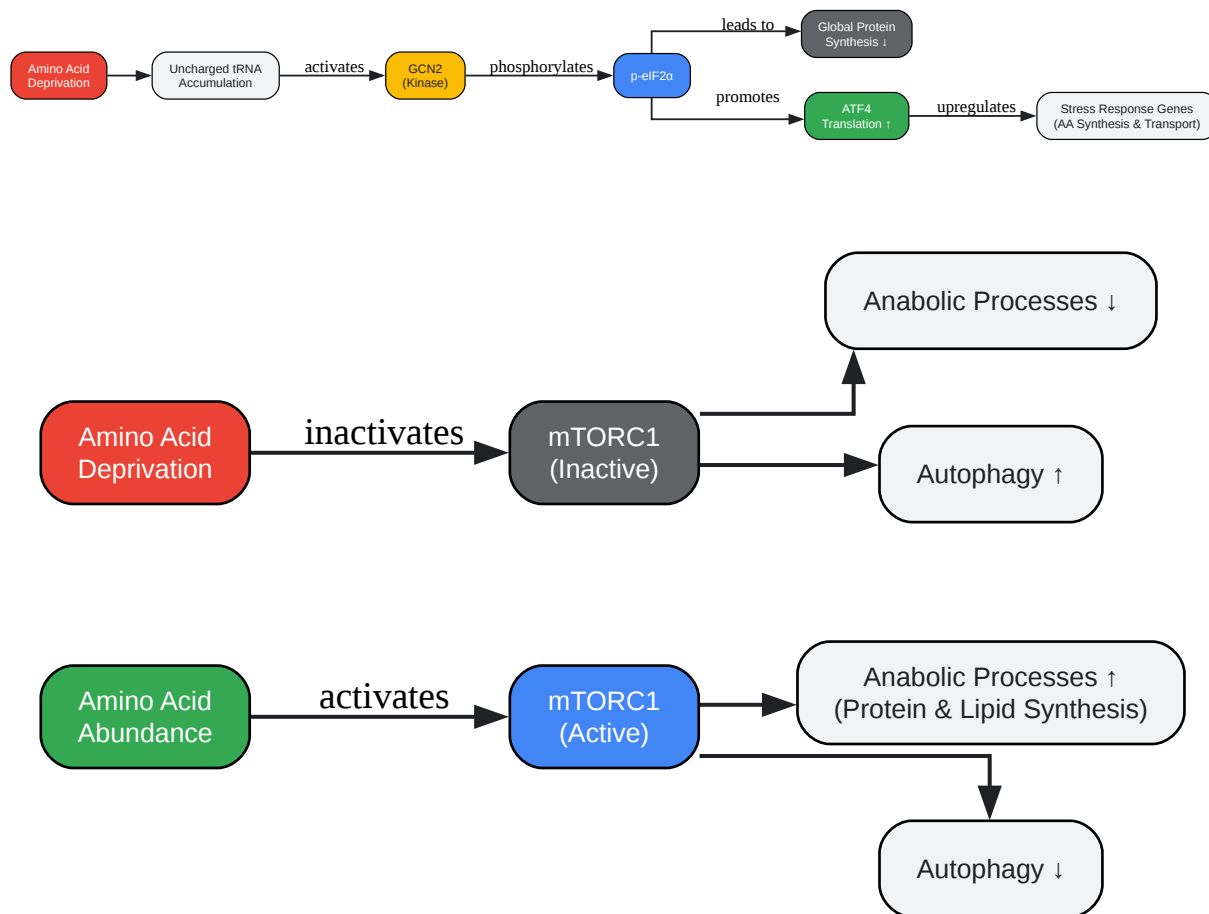 leads to
Global Protein
Synthesis ↓
Amino Acid
Deprivation
Uncharged tRNA
Accumulation
activates
GCN2
(Kinase)
phosphorylates
p-eIF2α
promotes
ATF4
Translation ↑
upregulates
Stress Response Genes
(AA Synthesis & Transport)
Anabolic Processes ↓
Amino Acid
Deprivation
inactivates
mTORC1
(Inactive)
Autophagy ↑
Amino Acid
Abundance
activates
mTORC1
(Active)
Anabolic Processes ↑
(Protein & Lipid Synthesis)
Autophagy ↓